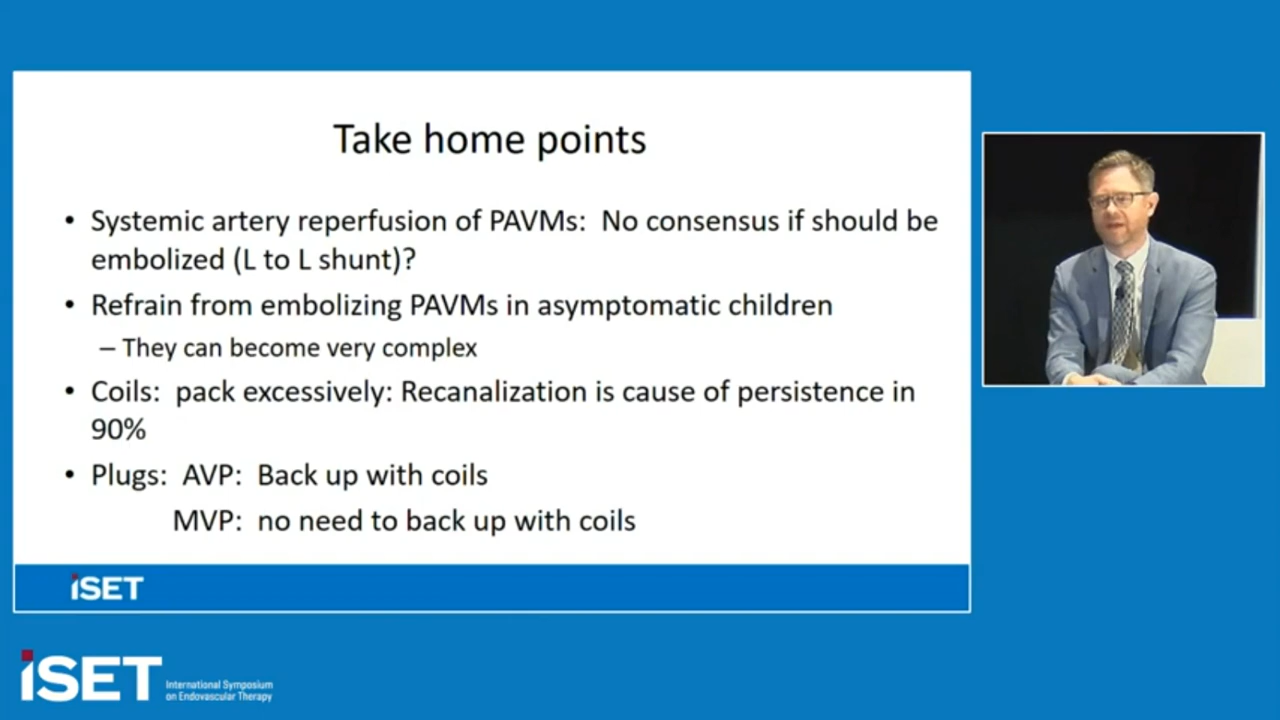 Take home points
• Systemic artery reperfusion of PAVMs: No consensus if should be
embolized (L to L shunt)?
• Refrain from embolizing PAVMs in asymptomatic children
– They can become very complex
• Coils: pack excessively: Recanalization is cause of persistence in
90%
• Plugs: AVP: Back up with coils
MVP: no need to back up with coils
iSET
iSET International Symposium
on Endovascular Therapy